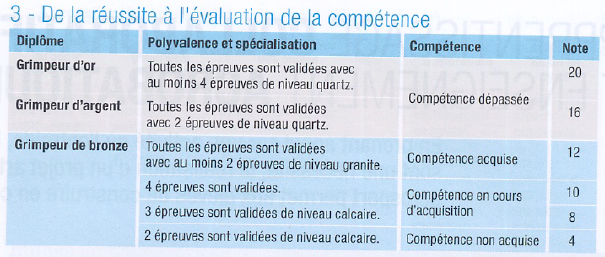 3 - De la réussite à l'évaluation de la compétence
Diplôme Polyvalence et spécialisation Compétence Note
Grimpeur d'or Toutes les épreuves sont validées avec
au moins 4 épreuves de niveau quartz. 20
Compétence dépassée
Grimpeur d'argent Toutes les épreuves sont validées
avec 2 épreuves de niveau quartz. 16
Grimpeur de bronze Toutes les épreuves sont validées
avec au moins 2 épreuves de niveau granite. Compétence acquise 12
4 épreuves sont validées. Compétence en cours
d'acquisition 10
3 épreuves sont validées de niveau calcaire. 8
2 épreuves sont validées de niveau calcaire. Compétence non acquise 4